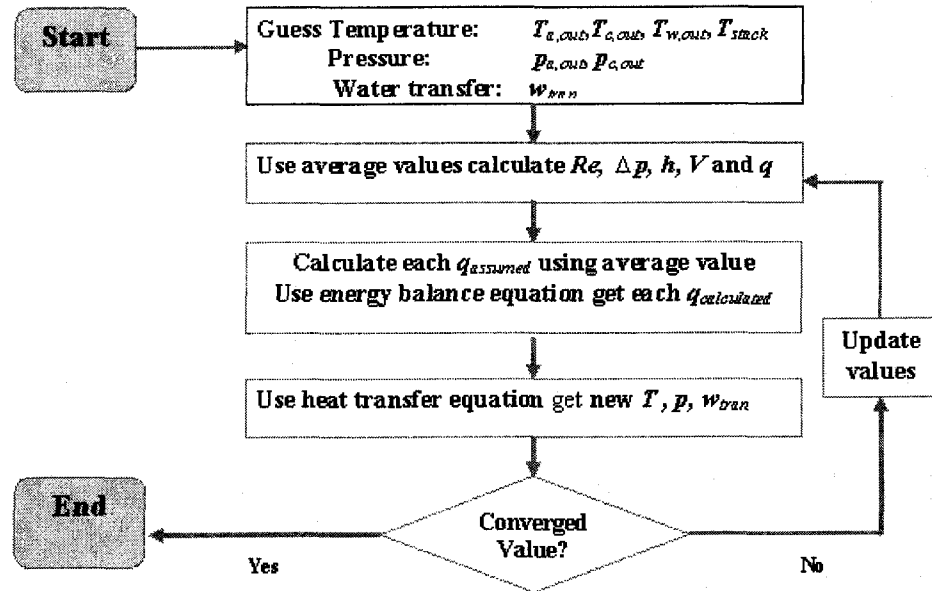 Start
Guess Temperature: T_a,out, T_c,out, T_w,out, T_stack
Pressure: p_a,out, p_c,out
Water transfer: w_tran
Use average values calculate Re, Δp, h, V and q
Calculate each q_assumed using average value
Use energy balance equation get each q_calculated
Update
values
Use heat transfer equation get new T, p, w_tran
End
Converged
Value?
Yes
No